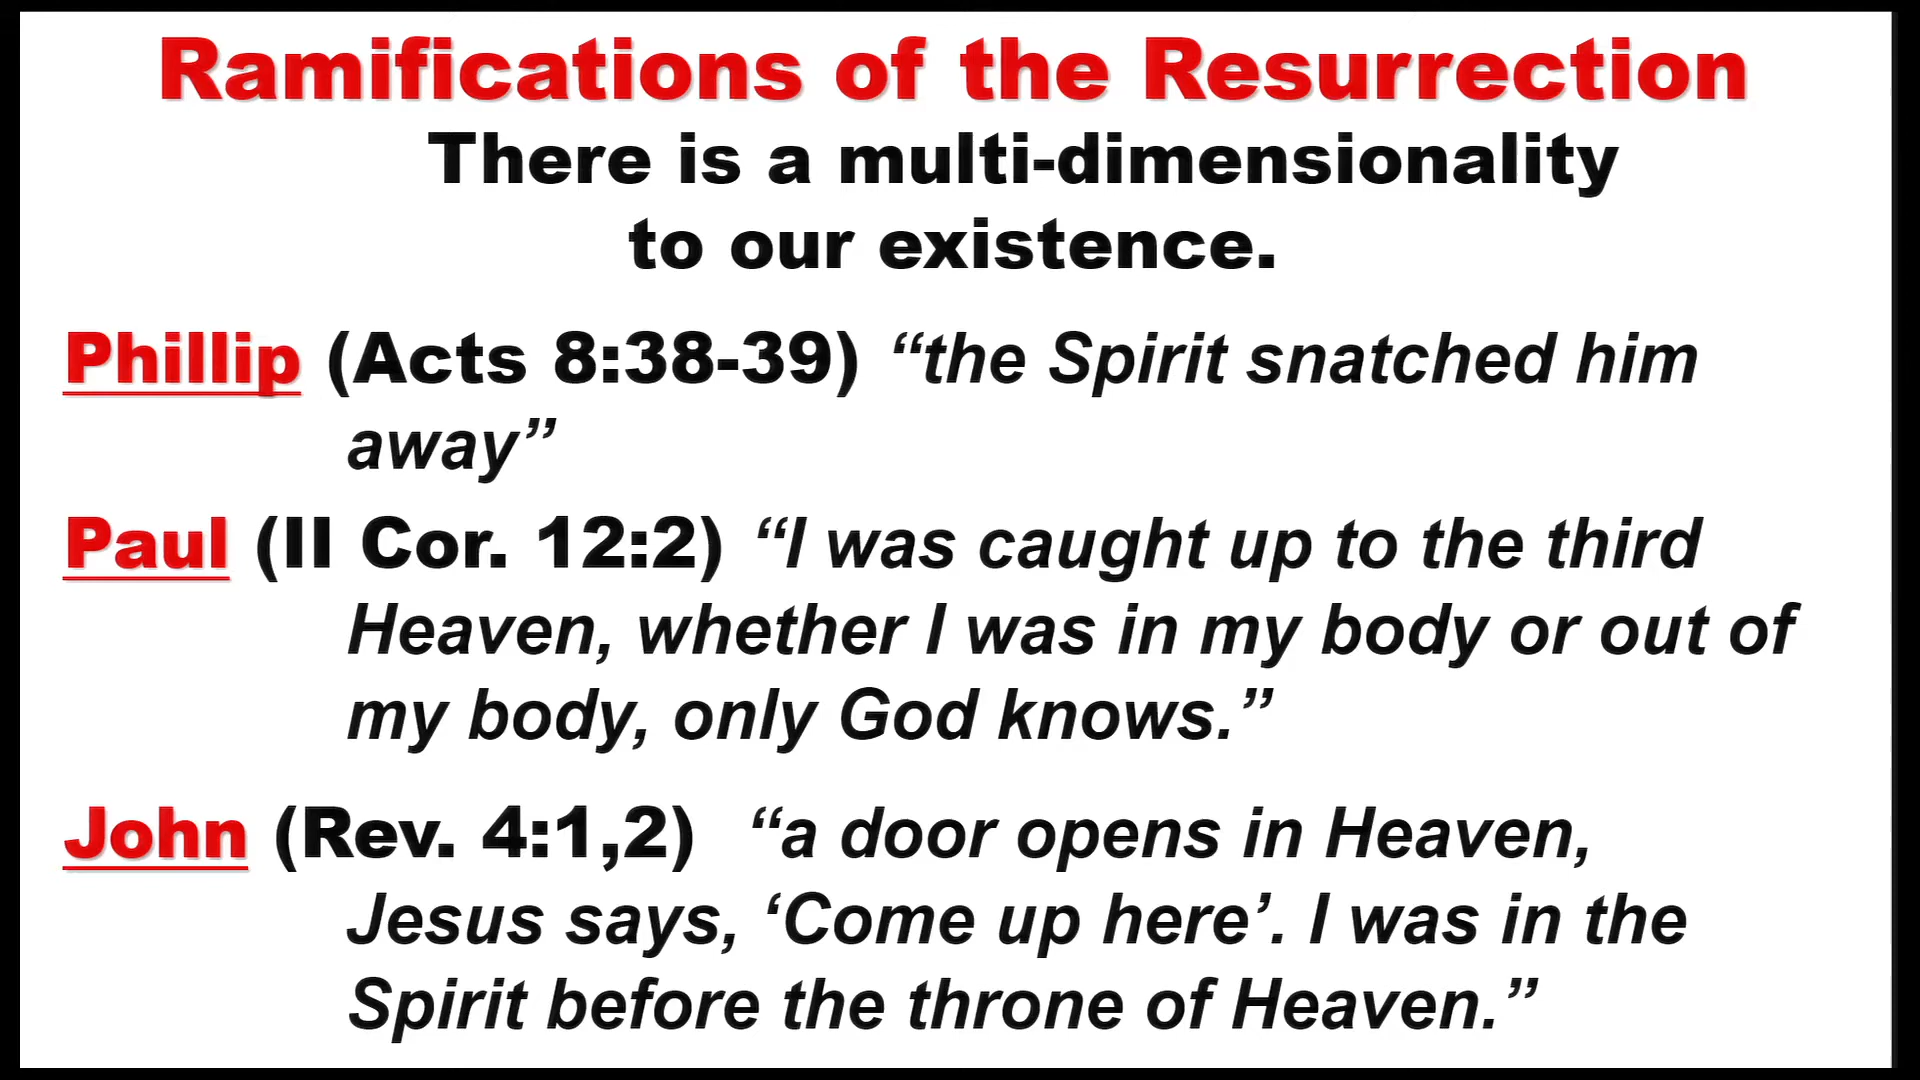 Ramifications of the Resurrection
There is a multi-dimensionality
to our existence.
Phillip (Acts 8:38-39) “the Spirit snatched him
away”
Paul (II Cor. 12:2) “I was caught up to the third
Heaven, whether I was in my body or out of
my body, only God knows.”
John (Rev. 4:1,2) “a door opens in Heaven,
Jesus says, ‘Come up here’. I was in the
Spirit before the throne of Heaven.”